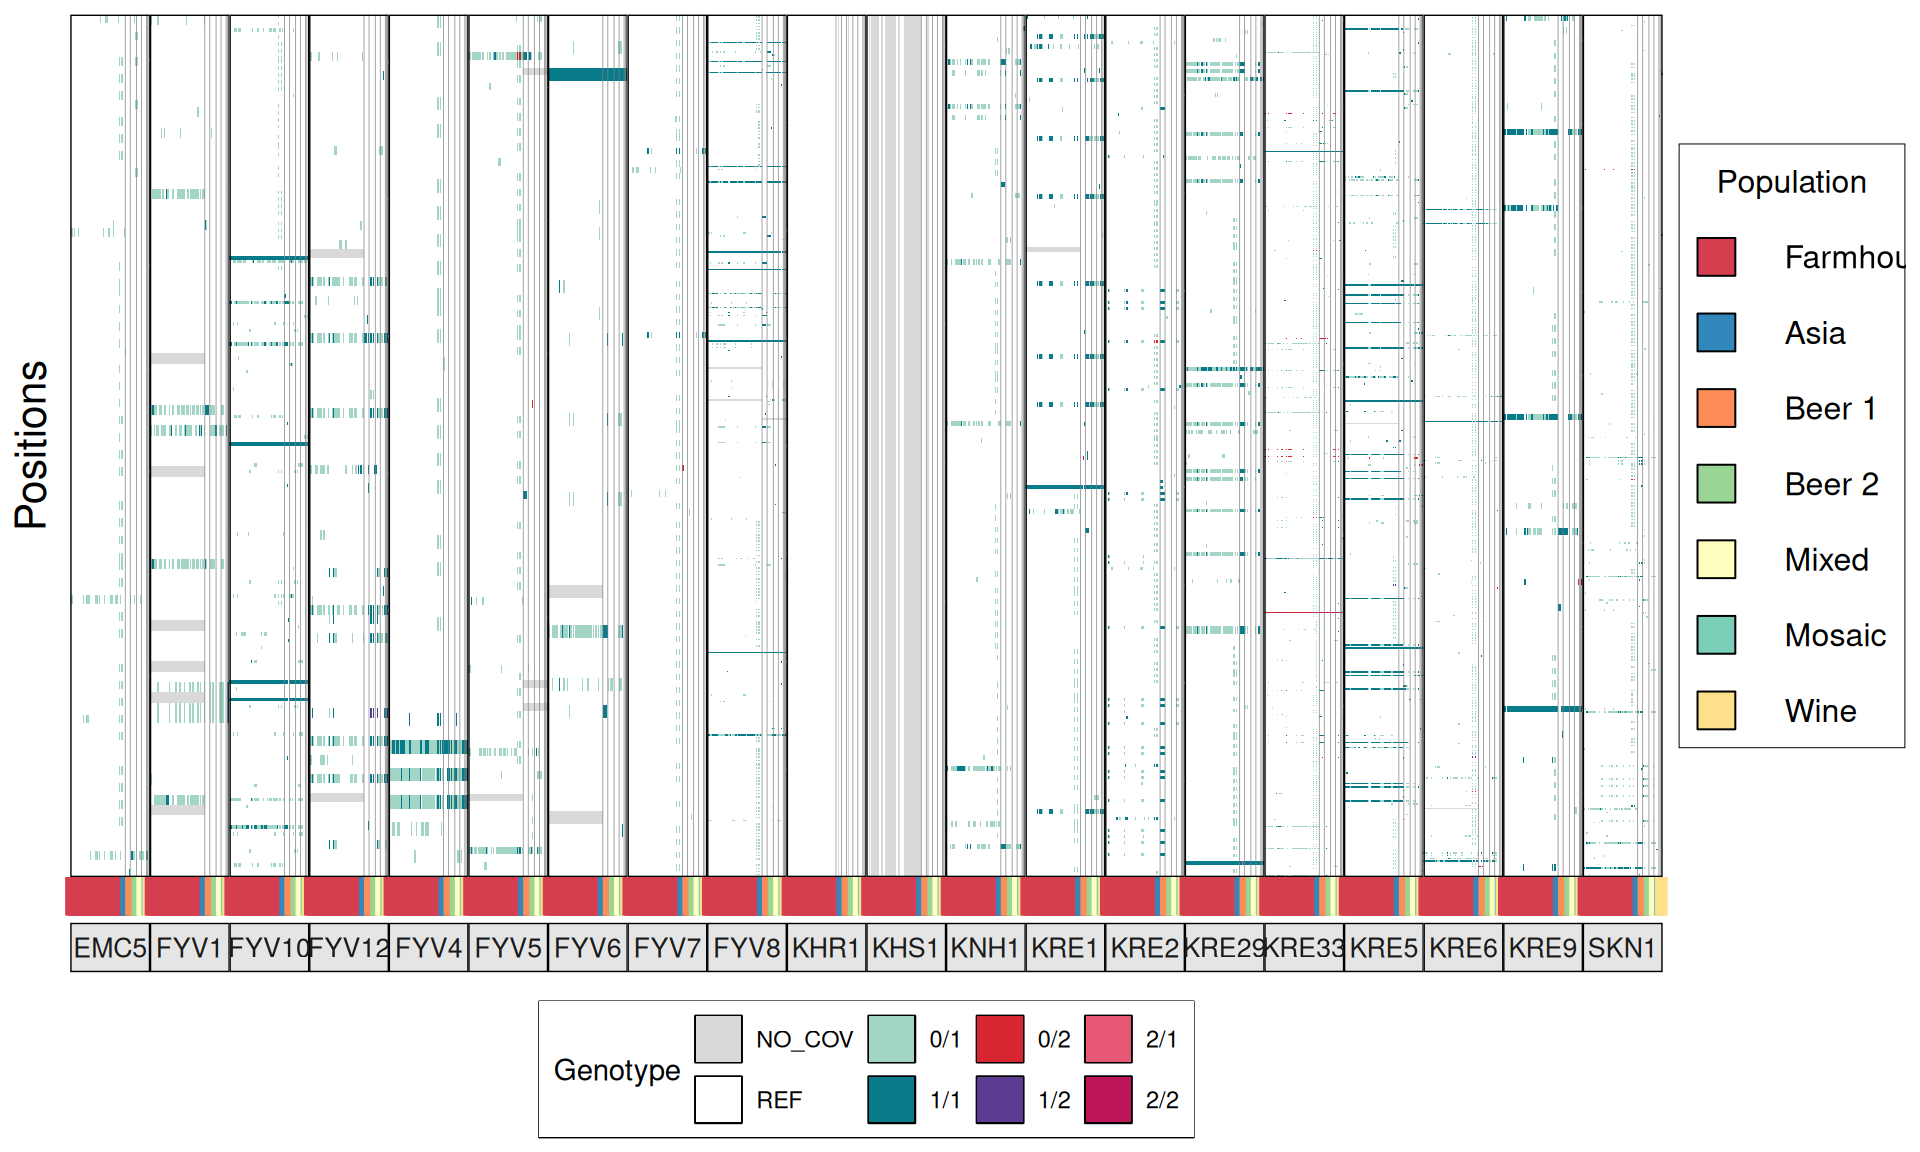 Positions
Population
Farmhou
Asia
Beer 1
Beer 2
Mixed
Mosaic
Wine
EMC5 FYV1 FYV10 FYV12 FYV4 FYV5 FYV6 FYV7 FYV8 KHR1 KHS1 KNH1 KRE1 KRE2 KRE29 KRE33 KRE5 KRE6 KRE9 SKN1
Genotype
NO_COV 0/1 0/2 2/1
REF 1/1 1/2 2/2